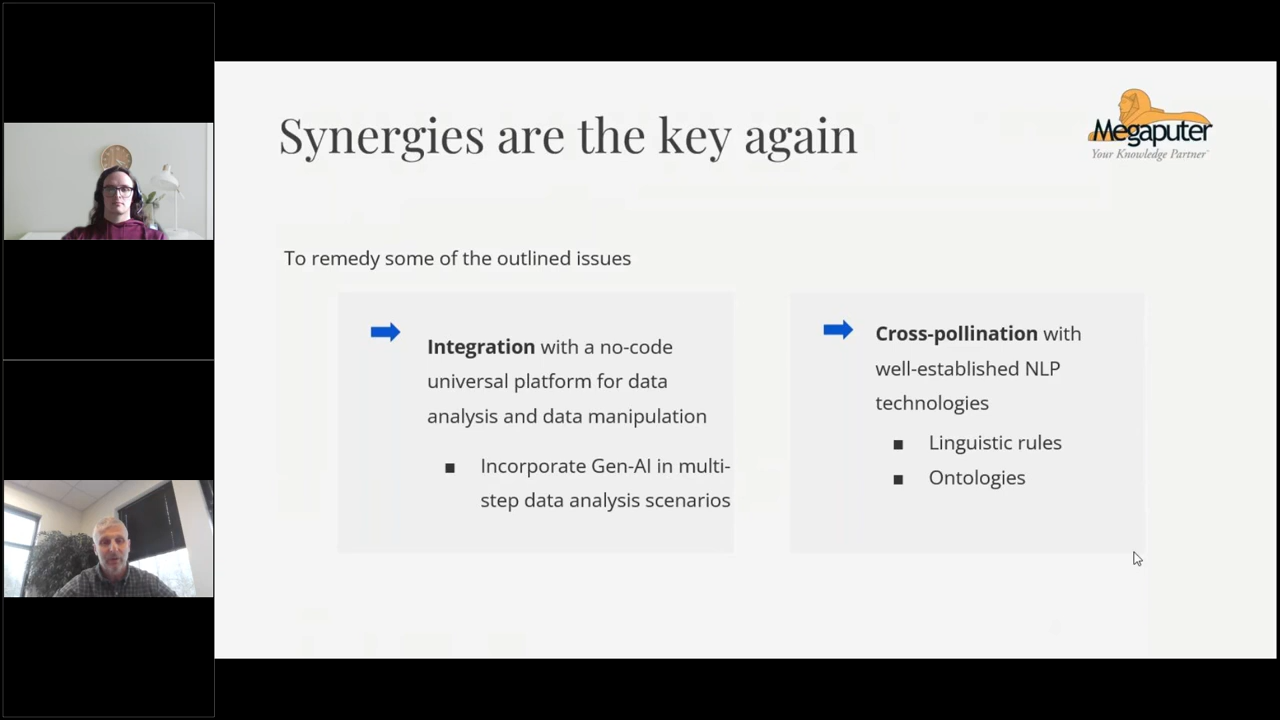 Synergies are the key again
Megaputer
Your Knowledge Partner
To remedy some of the outlined issues
Integration with a no-code
universal platform for data
analysis and data manipulation
Incorporate Gen-AI in multi-
step data analysis scenarios
Cross-pollination with
well-established NLP
technologies
Linguistic rules
Ontologies